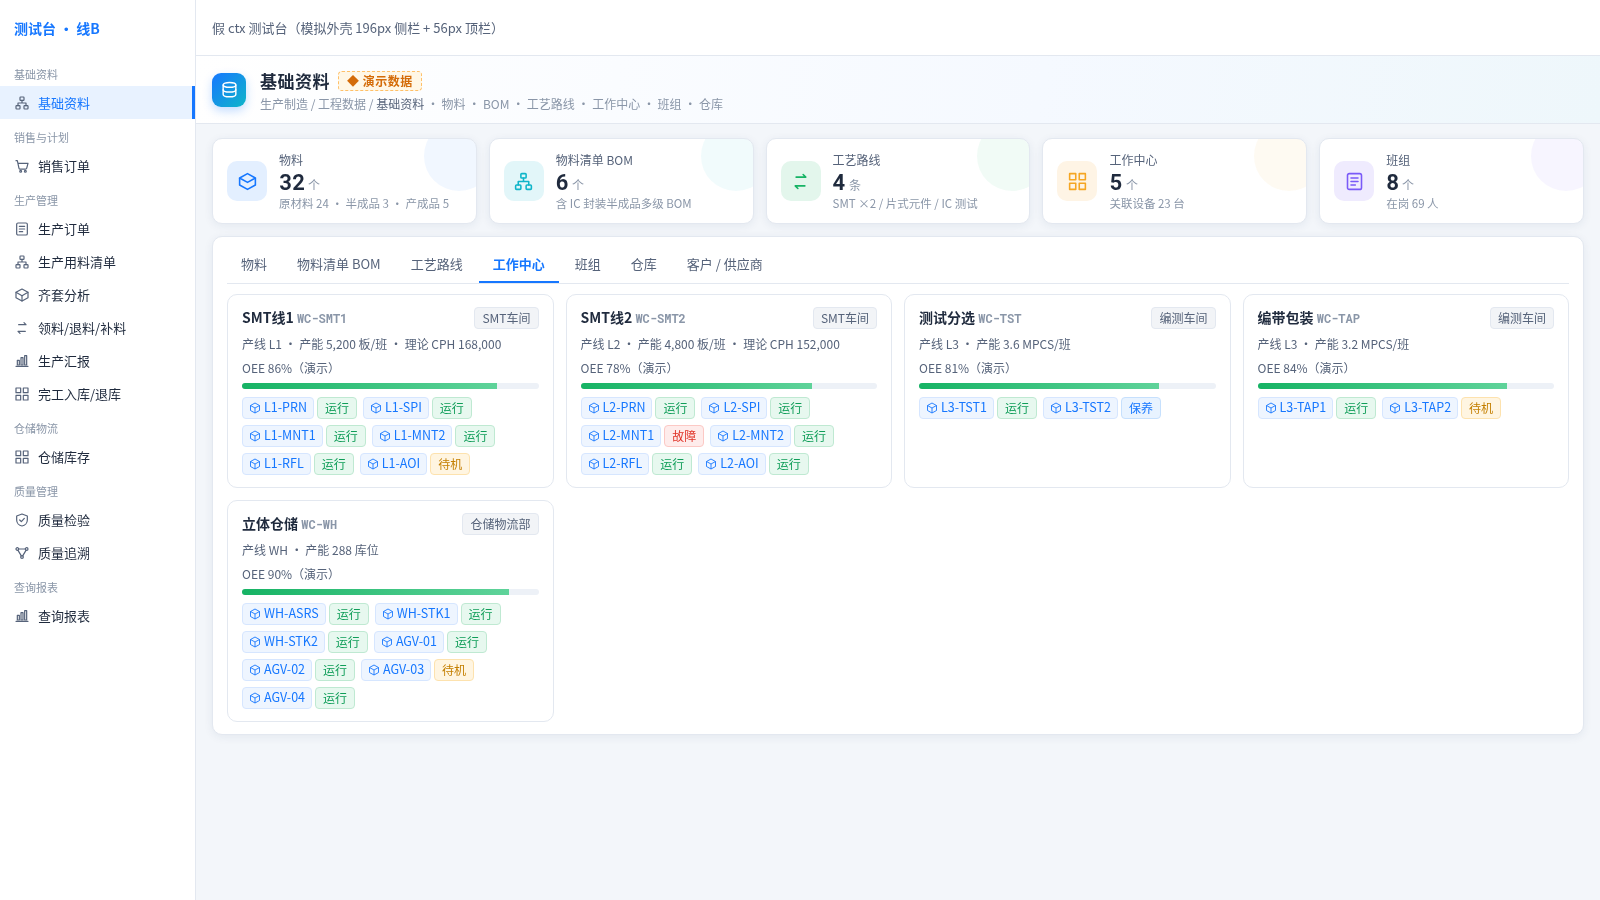 测试台 · 线B
假 ctx 测试台（模拟外壳 196px 侧栏 + 56px 顶栏）
基础资料
基础资料
销售与计划
销售订单
生产管理
生产订单
生产用料清单
齐套分析
领料/退料/补料
生产汇报
完工入库/退库
仓储物流
仓储库存
质量管理
质量检验
质量追溯
查询报表
查询报表
基础资料 ◆ 演示数据
生产制造 / 工程数据 / 基础资料 · 物料 · BOM · 工艺路线 · 工作中心 · 班组 · 仓库
物料
32 个
原材料 24 · 半成品 3 · 产成品 5
物料清单 BOM
6 个
含 IC 封装半成品多级 BOM
工艺路线
4 条
SMT ×2 / 片式元件 / IC 测试
工作中心
5 个
关联设备 23 台
班组
8 个
在岗 69 人
物料 物料清单 BOM 工艺路线 工作中心 班组 仓库 客户 / 供应商
SMT线1 WC-SMT1 SMT车间
产线 L1 · 产能 5,200 板/班 · 理论 CPH 168,000
OEE 86%（演示）
L1-PRN 运行 L1-SPI 运行
L1-MNT1 运行 L1-MNT2 运行
L1-RFL 运行 L1-AOI 待机
SMT线2 WC-SMT2 SMT车间
产线 L2 · 产能 4,800 板/班 · 理论 CPH 152,000
OEE 78%（演示）
L2-PRN 运行 L2-SPI 运行
L2-MNT1 故障 L2-MNT2 运行
L2-RFL 运行 L2-AOI 运行
测试分选 WC-TST 编测车间
产线 L3 · 产能 3.6 MPCS/班
OEE 81%（演示）
L3-TST1 运行 L3-TST2 保养
编带包装 WC-TAP 编测车间
产线 L3 · 产能 3.2 MPCS/班
OEE 84%（演示）
L3-TAP1 运行 L3-TAP2 待机
立体仓储 WC-WH 仓储物流部
产线 WH · 产能 288 库位
OEE 90%（演示）
WH-ASRS 运行 WH-STK1 运行
WH-STK2 运行 AGV-01 运行
AGV-02 运行 AGV-03 待机
AGV-04 运行